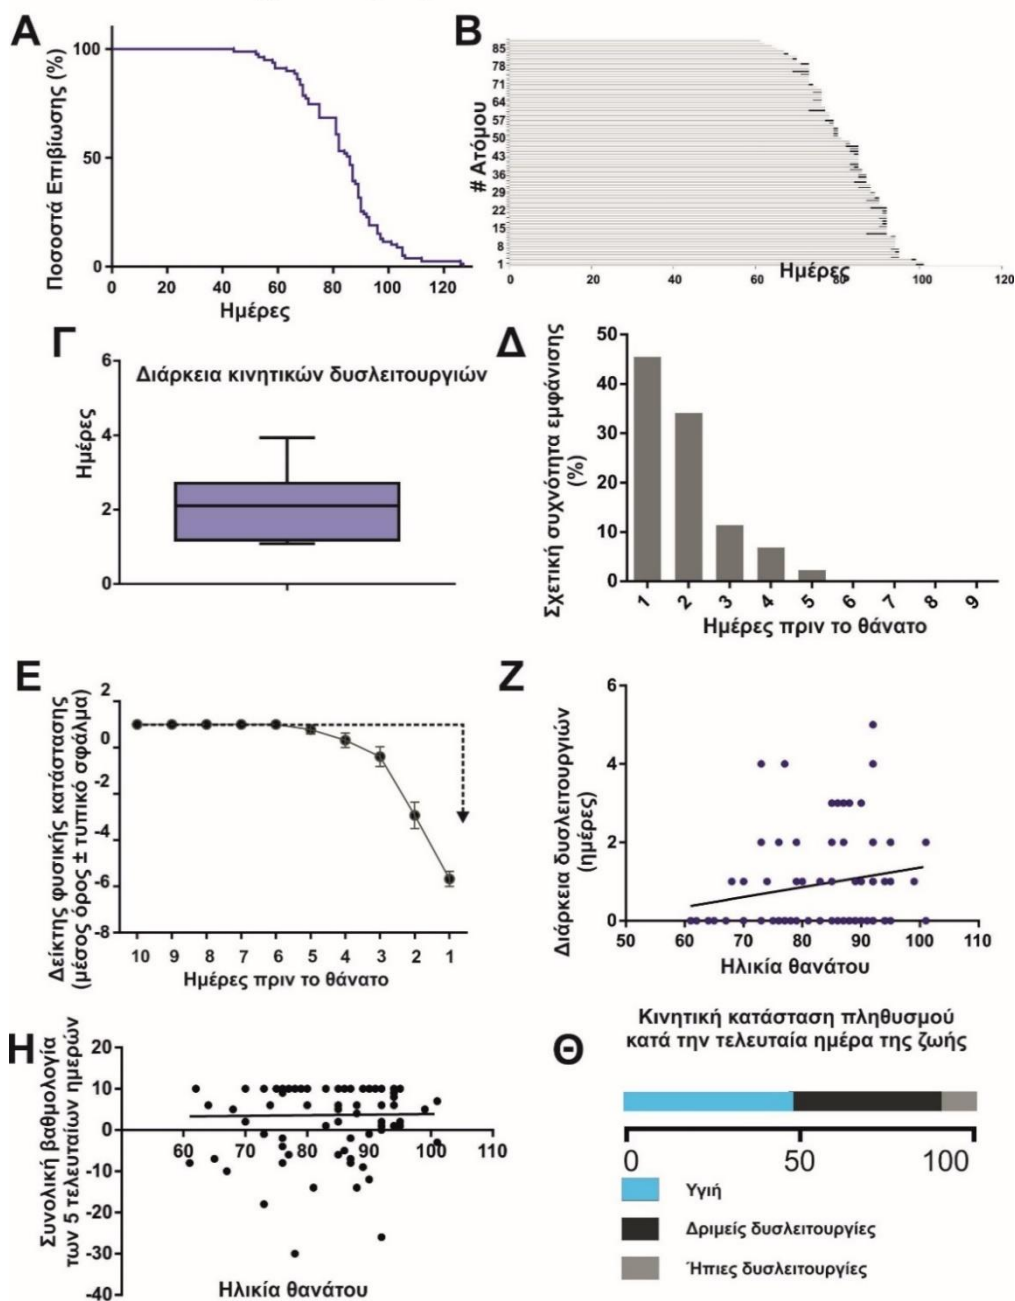 Α
Ποσοστά Επιβίωσης (%)
100
50
0
0 20 40 60 80 100 120
Ημέρες
Β
# Ατόμου
85
78
71
64
57
50
43
36
29
22
15
8
1
0 20 40 60 80 100 120
Ημέρες
Γ
Διάρκεια κινητικών δυσλειτουργιών
Ημέρες
6
4
2
0
Δ
Σχετική συχνότητα εμφάνισης
(%)
50
40
30
20
10
0
1 2 3 4 5 6 7 8 9
Ημέρες πριν το θάνατο
Ε
Δείκτης φυσικής κατάστασης
(μέσος όρος ± τυπικό σφάλμα)
2
0
-2
-4
-6
-8
10 9 8 7 6 5 4 3 2 1
Ημέρες πριν το θάνατο
Ζ
Διάρκεια δυσλειτουργιών
(ημέρες)
6
4
2
0
50 60 70 80 90 100 110
Ηλικία θανάτου
Η
Συνολική βαθμολογία
των 5 τελευταίων ημερών
20
10
0
-10
-20
-30
-40
60 70 80 90 100 110
Ηλικία θανάτου
Θ
Κινητική κατάσταση πληθυσμού
κατά την τελευταία ημέρα της ζωής
0 50 100
Υγιή
Δριμείς δυσλειτουργίες
Ήπιες δυσλειτουργίες